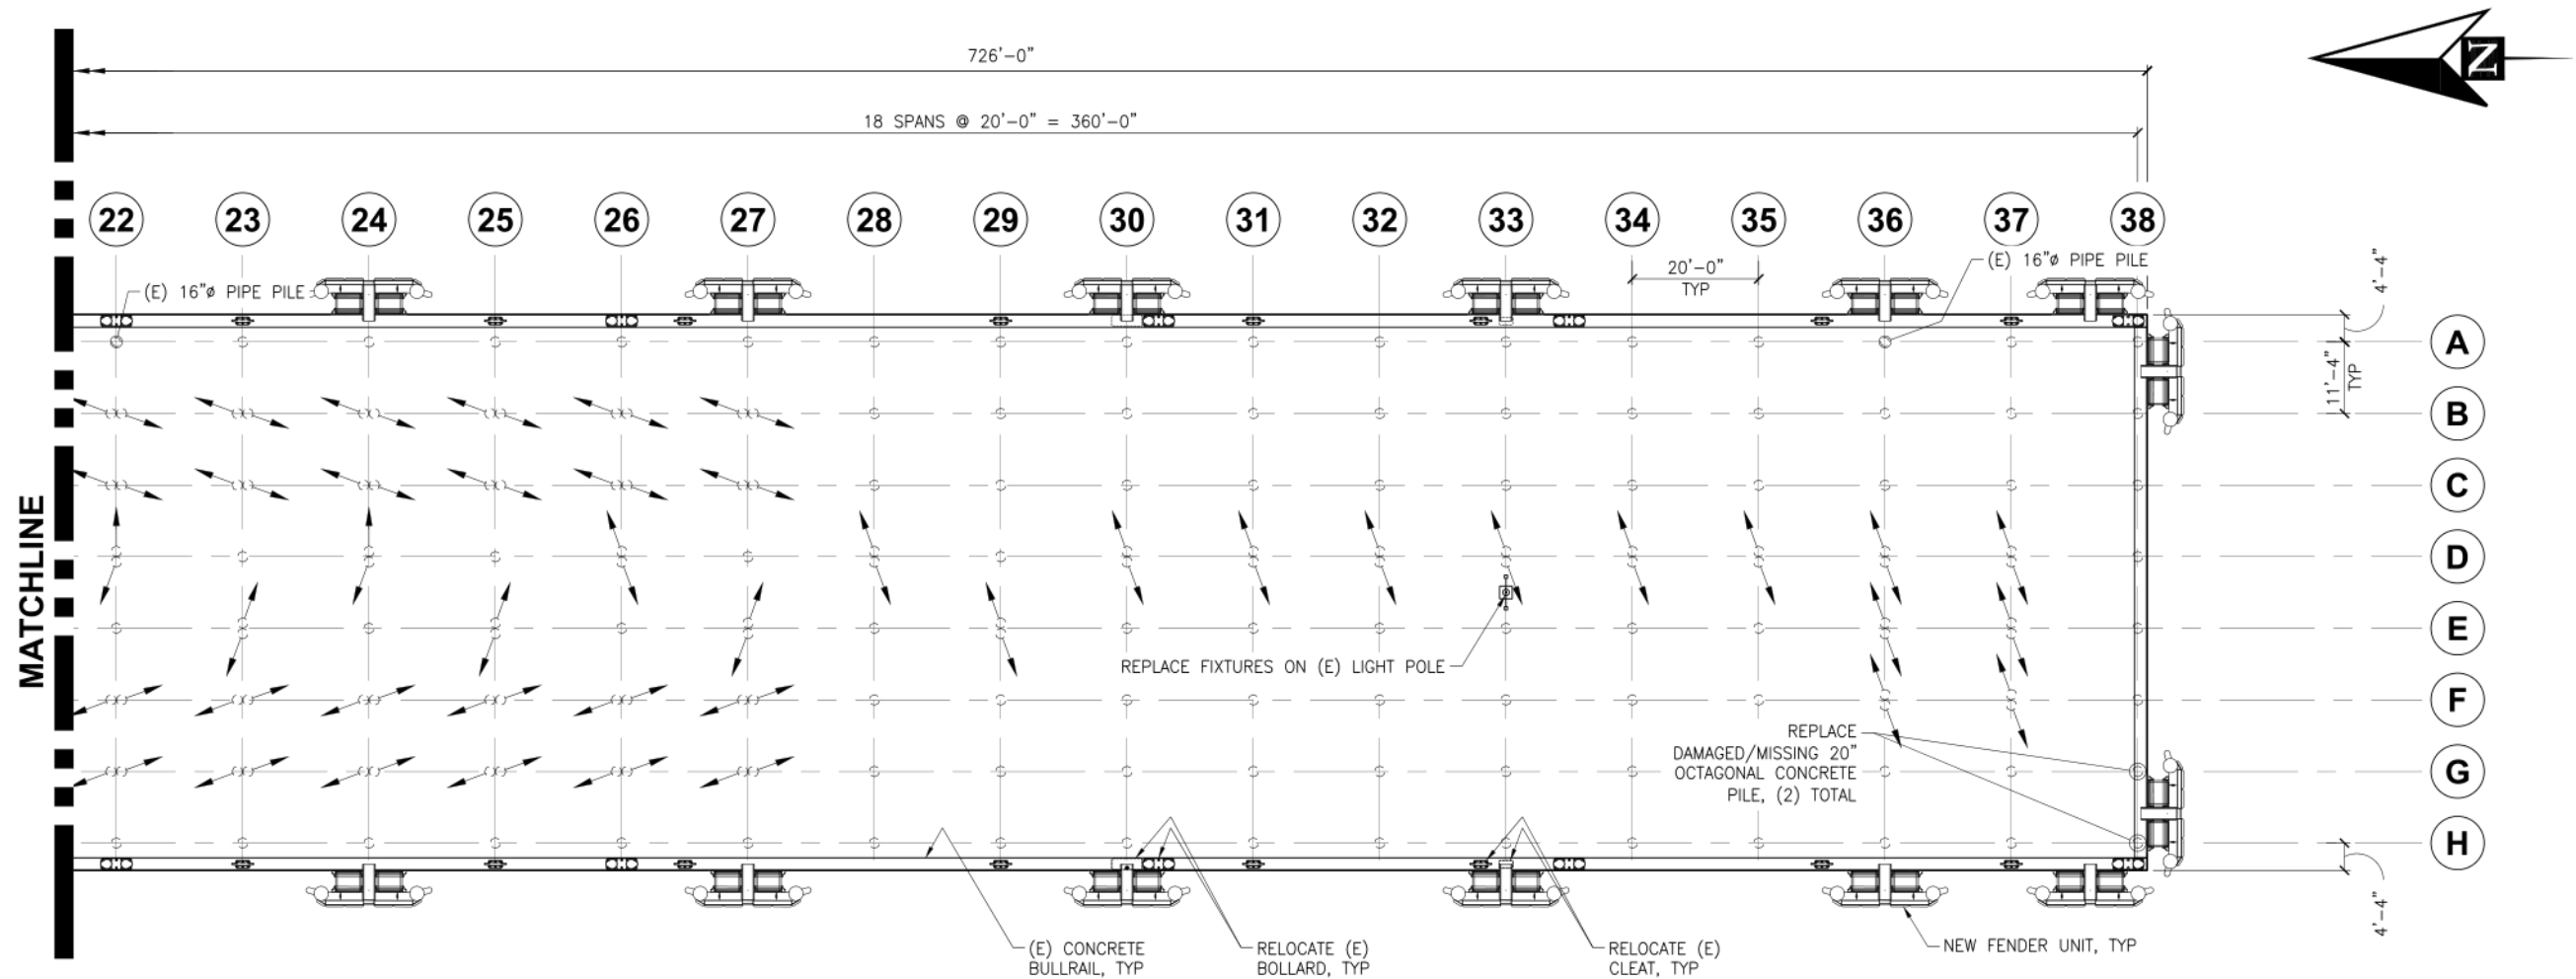 726'-0"
N
18 SPANS @ 20'-0" = 360'-0"
22 23 24 25 26 27 28 29 30 31 32 33 34 35 36 37 38
(E) 16"ø PIPE PILE
20'-0"
TYP
(E) 16"ø PIPE PILE
4'-4"
11'-4"
TYP
A
B
C
D
E
F
G
H
MATCHLINE
REPLACE FIXTURES ON (E) LIGHT POLE
REPLACE
DAMAGED/MISSING 20"
OCTAGONAL CONCRETE
PILE, (2) TOTAL
4'-4"
(E) CONCRETE
BULLRAIL, TYP
RELOCATE (E)
BOLLARD, TYP
RELOCATE (E)
CLEAT, TYP
NEW FENDER UNIT, TYP